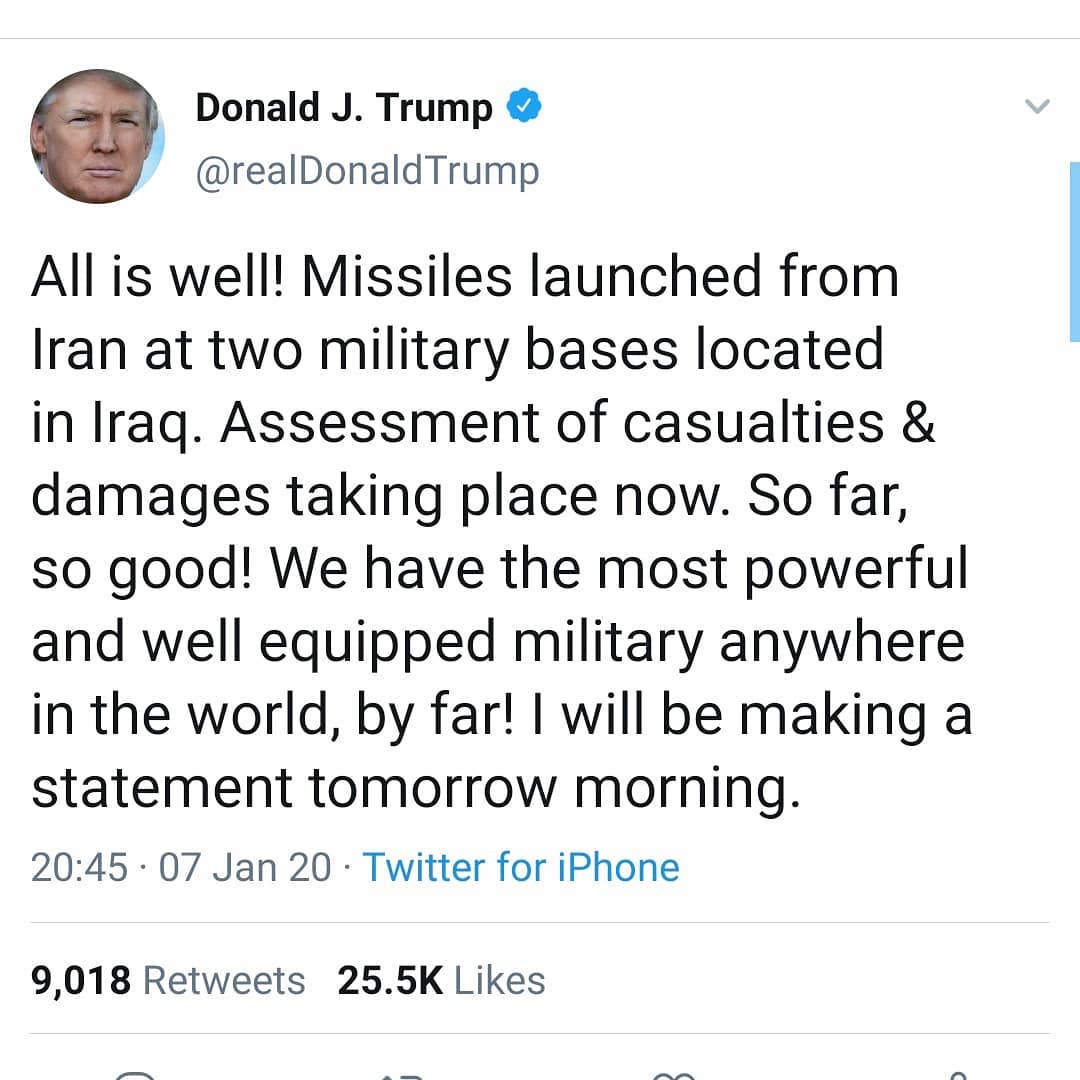 Donald J. Trump
@realDonaldTrump
All is well! Missiles launched from
Iran at two military bases located
in Iraq. Assessment of casualties &
damages taking place now. So far,
so good! We have the most powerful
and well equipped military anywhere
in the world, by far! I will be making a
statement tomorrow morning.
20:45 · 07 Jan 20 · Twitter for iPhone
9,018 Retweets 25.5K Likes